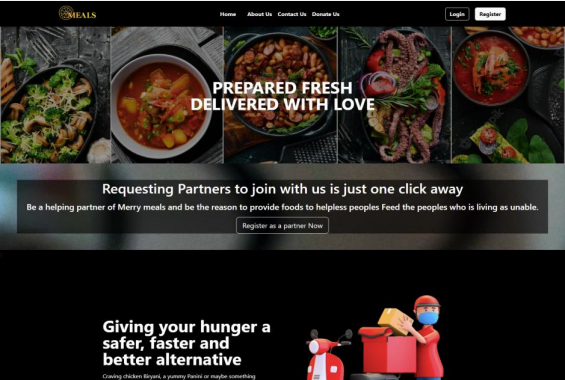 MEALS
Home About Us Contact Us Donate Us
Login Register
PREPARED FRESH
DELIVERED WITH LOVE
Requesting Partners to join with us is just one click away
Be a helping partner of Merry meals and be the reason to provide foods to helpless peoples Feed the peoples who is living as unable.
Register as a partner Now
Giving your hunger a
safer, faster and
better alternative
Craving chicken Biryani, a yummy Panini or maybe something